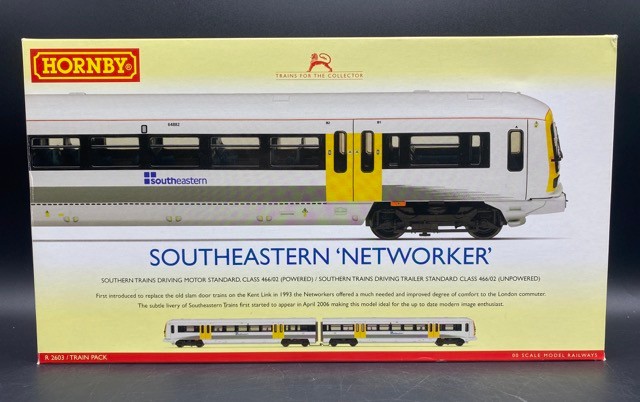 HORNBY®
TRAINS FOR THE COLLECTOR
64882
southeastern
SOUTHEASTERN 'NETWORKER'
SOUTHERN TRAINS DRIVING MOTOR STANDARD, CLASS 466/02 (POWERED) / SOUTHERN TRAINS DRIVING TRAILER STANDARD CLASS 466/02 (UNPOWERED)
First introduced to replace the old slam door trains on the Kent Link in 1993 the Networkers offered a much needed and improved degree of comfort to the London commuter.
The subtle livery of Southeastern Trains first started to appear in April 2006 making this model ideal for the up to date modern image enthusiast.
R 2603 / TRAIN PACK
00 SCALE MODEL RAILWAYS